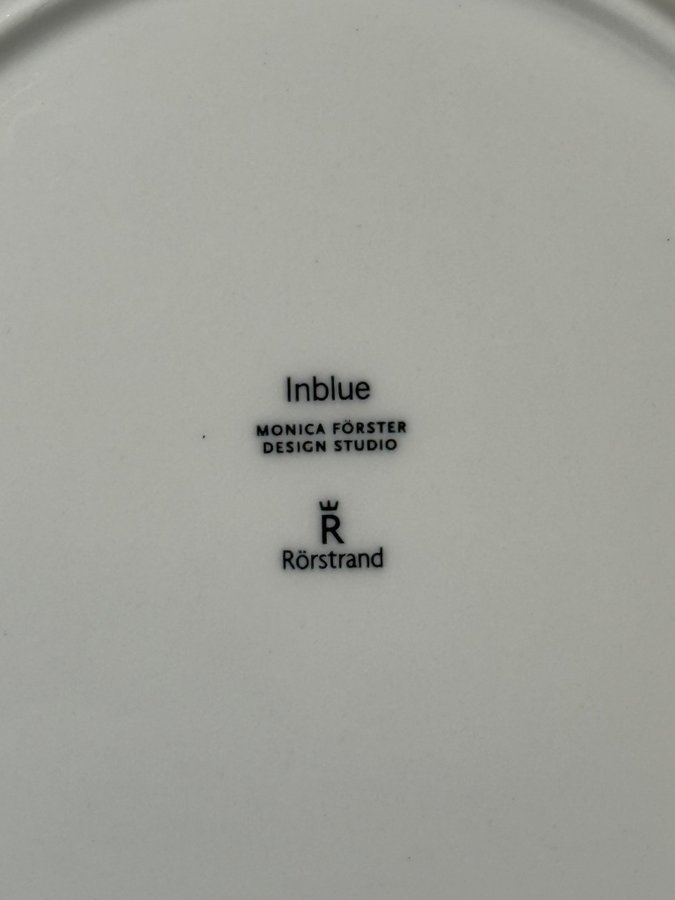 Inblue
MONICA FÖRSTER
DESIGN STUDIO
R
Rörstrand